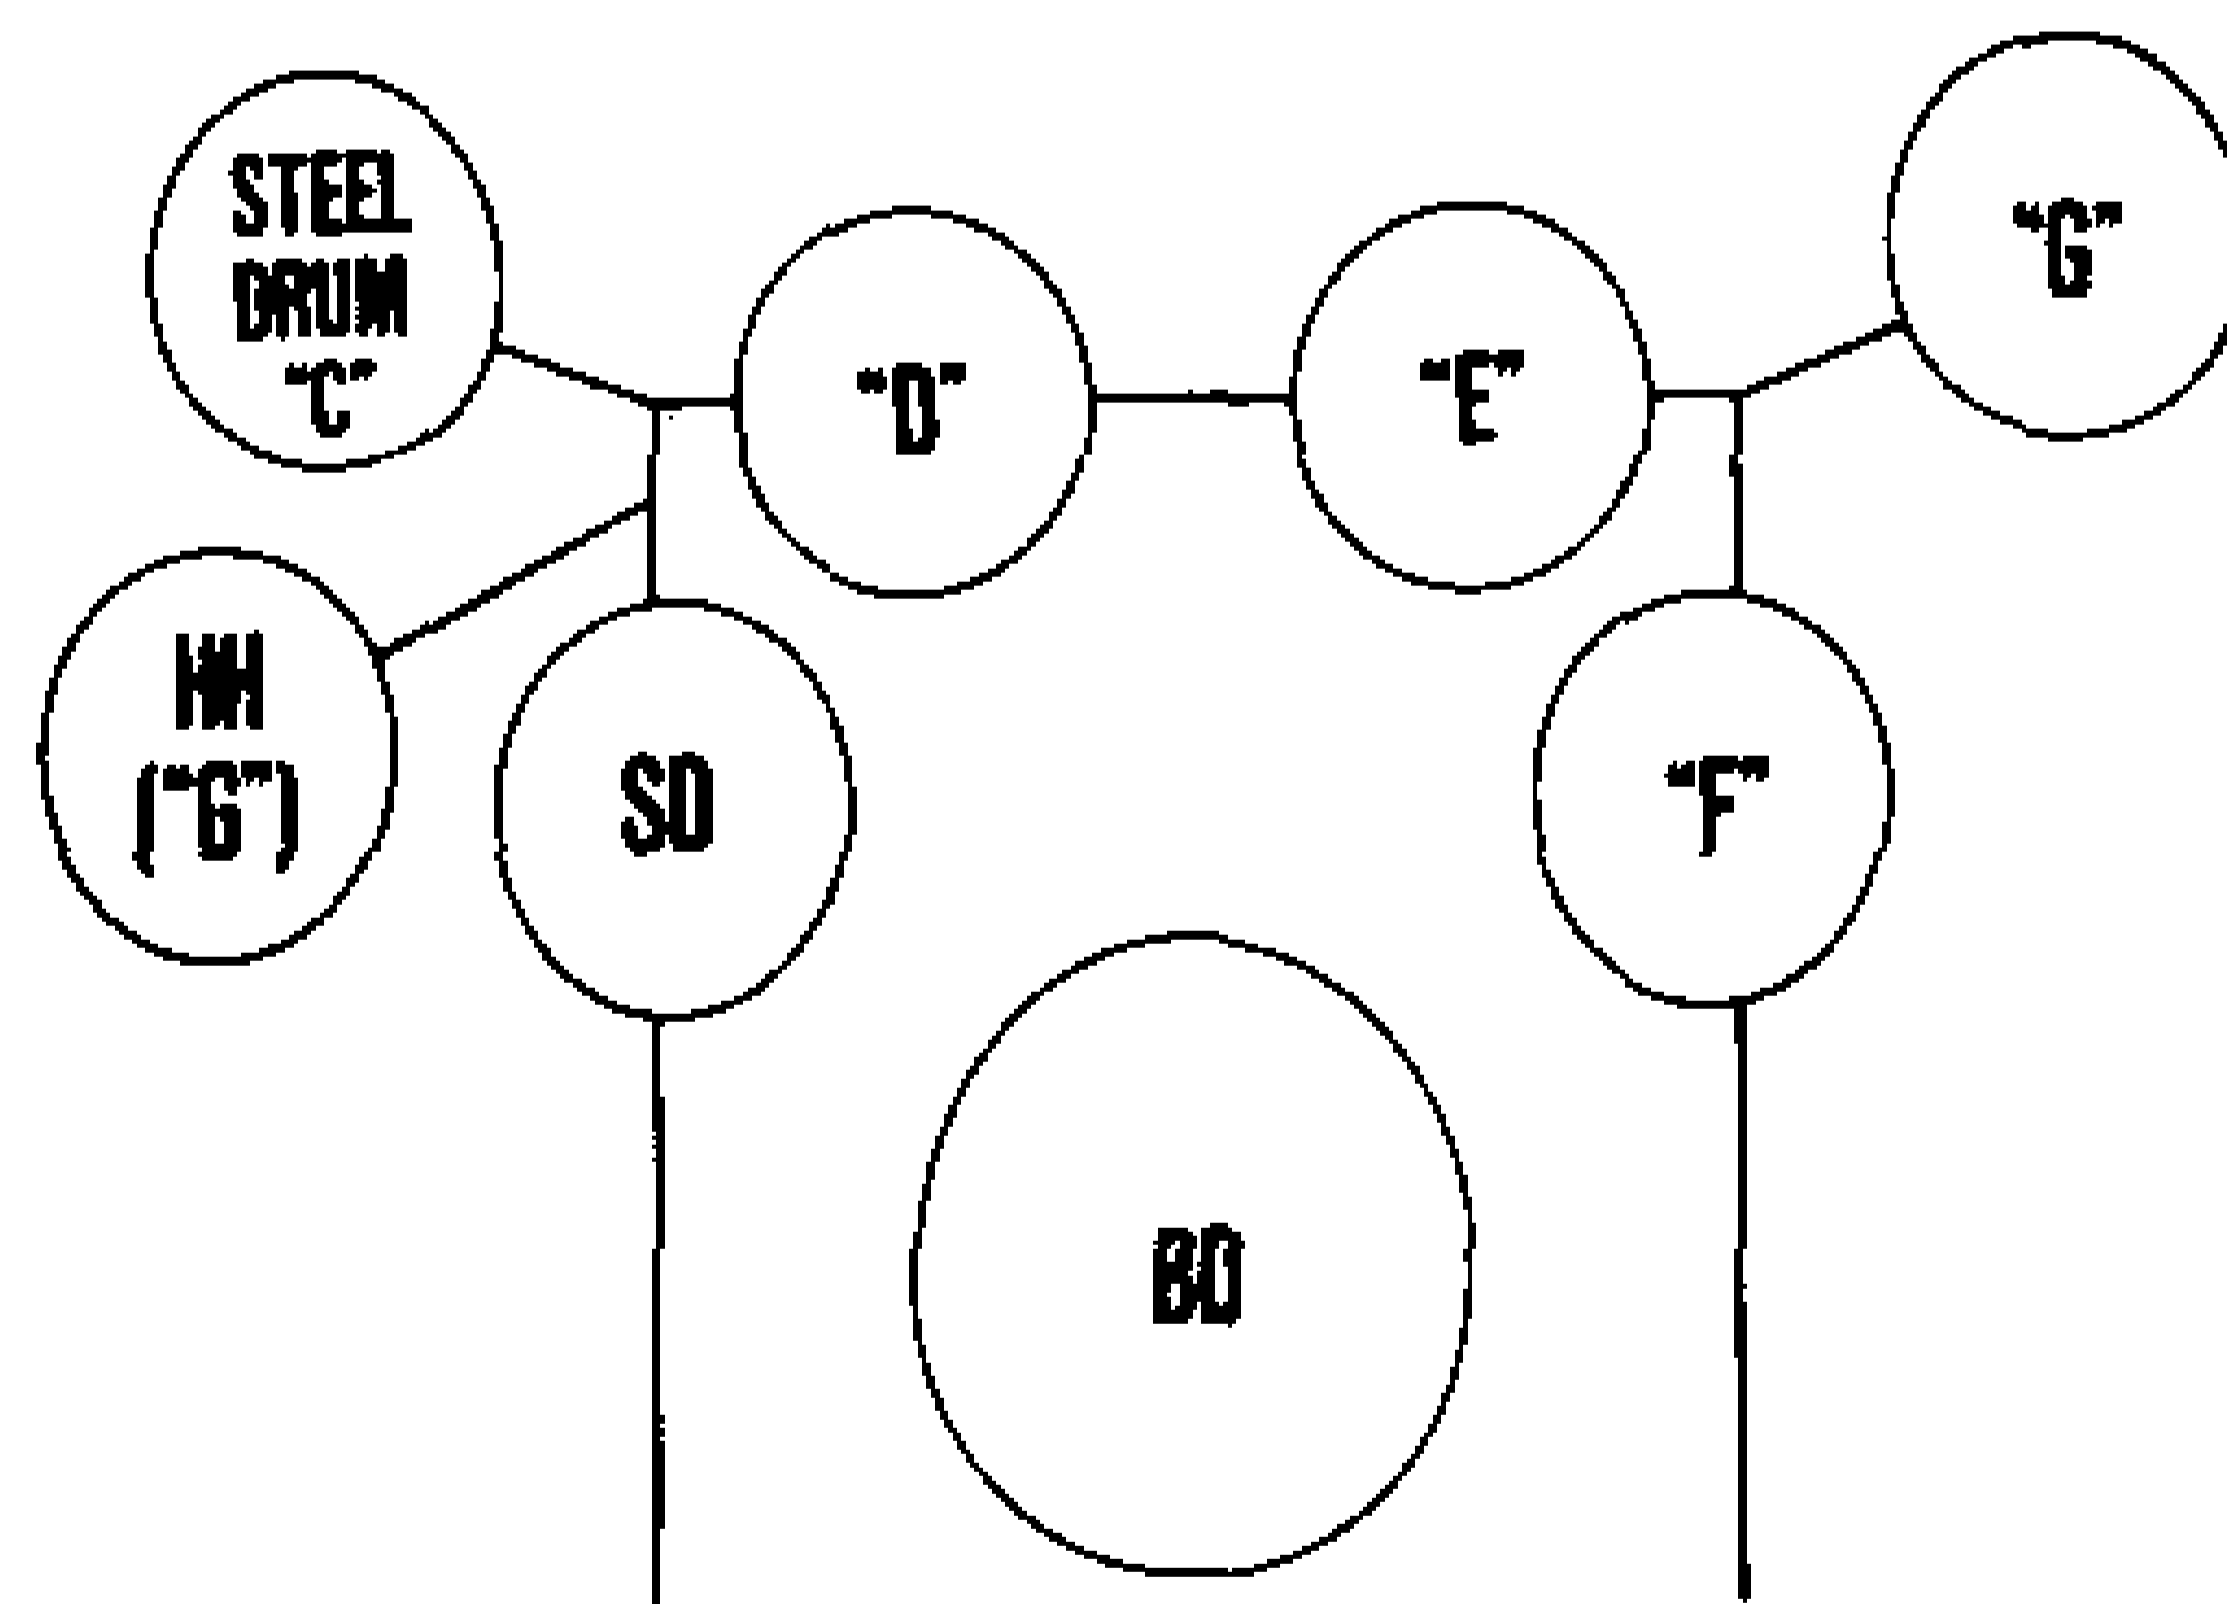 STEEL
DRUM
“C”
“D”
“E”
“G”
HH
(“G”)
SD
“F”
BD